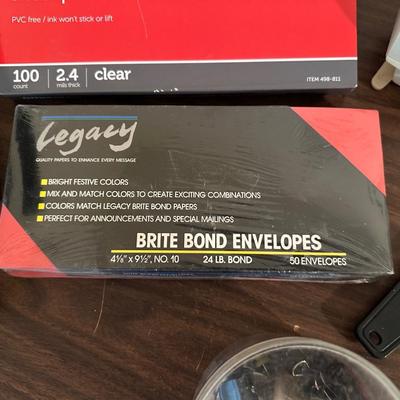 PVC free / ink won't stick or lift
100 2.4 clear
count mils thick
ITEM 498-811
Legacy
QUALITY PAPERS TO ENHANCE EVERY MESSAGE
BRIGHT FESTIVE COLORS
MIX AND MATCH COLORS TO CREATE EXCITING COMBINATIONS
COLORS MATCH LEGACY BRITE BOND PAPERS
PERFECT FOR ANNOUNCEMENTS AND SPECIAL MAILINGS
BRITE BOND ENVELOPES
4⅛" x 9½", NO. 10 24 LB. BOND 50 ENVELOPES